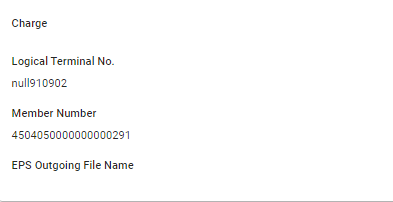 Charge
Logical Terminal No.
null910902
Member Number
4504050000000000291
EPS Outgoing File Name